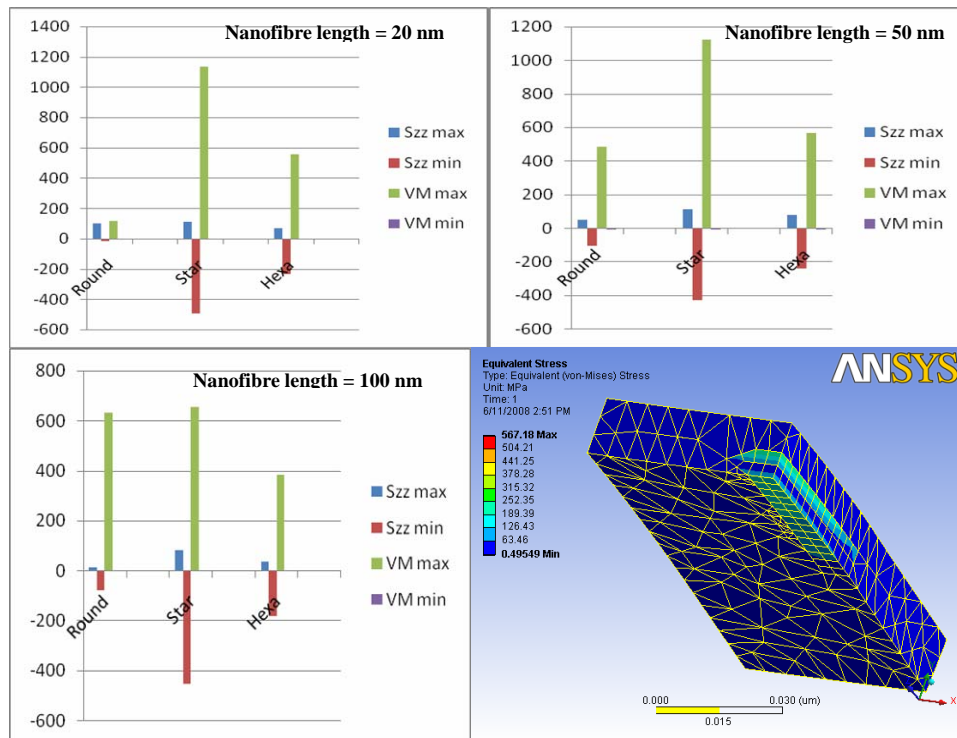 Nanofibre length = 20 nm
1400
1200
1000
800
600
400
200
0
-200
-400
-600
Round
Star
Hexa
Szz max
Szz min
VM max
VM min
Nanofibre length = 50 nm
1200
1000
800
600
400
200
0
-200
-400
-600
Round
Star
Hexa
Szz max
Szz min
VM max
VM min
Nanofibre length = 100 nm
800
600
400
200
0
-200
-400
-600
Round
Star
Hexa
Szz max
Szz min
VM max
VM min
Equivalent Stress
Type: Equivalent (von-Mises) Stress
Unit: MPa
Time: 1
6/11/2008 2:51 PM
567.18 Max
504.21
441.25
378.28
315.32
252.35
189.39
126.43
63.46
0.49549 Min
ANSYS
0.000
0.030 (um)
0.015
X